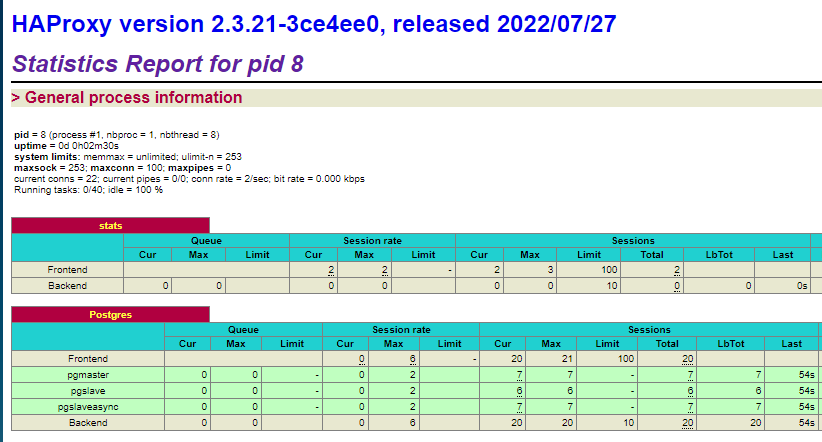 HAProxy version 2.3.21-3ce4ee0, released 2022/07/27
Statistics Report for pid 8
> General process information
pid = 8 (process #1, nbproc = 1, nbthread = 8)
uptime = 0d 0h02m30s
system limits: memmax = unlimited; ulimit-n = 253
maxsock = 253; maxconn = 100; maxpipes = 0
current conns = 22; current pipes = 0/0; conn rate = 2/sec; bit rate = 0.000 kbps
Running tasks: 0/40; idle = 100 %
stats
Queue Session rate Sessions
Cur Max Limit Cur Max Limit Cur Max Limit Total LbTot Last
Frontend 2 2 - 2 3 100 2
Backend 0 0 0 0 0 0 10 0 0 0s
Postgres
Queue Session rate Sessions
Cur Max Limit Cur Max Limit Cur Max Limit Total LbTot Last
Frontend 0 6 - 20 21 100 20
pgmaster 0 0 - 0 2 7 7 - 7 7 54s
pgslave 0 0 - 0 2 6 6 - 6 6 54s
pgslaveasync 0 0 - 0 2 7 7 - 7 7 54s
Backend 0 0 0 6 20 20 10 20 20 54s